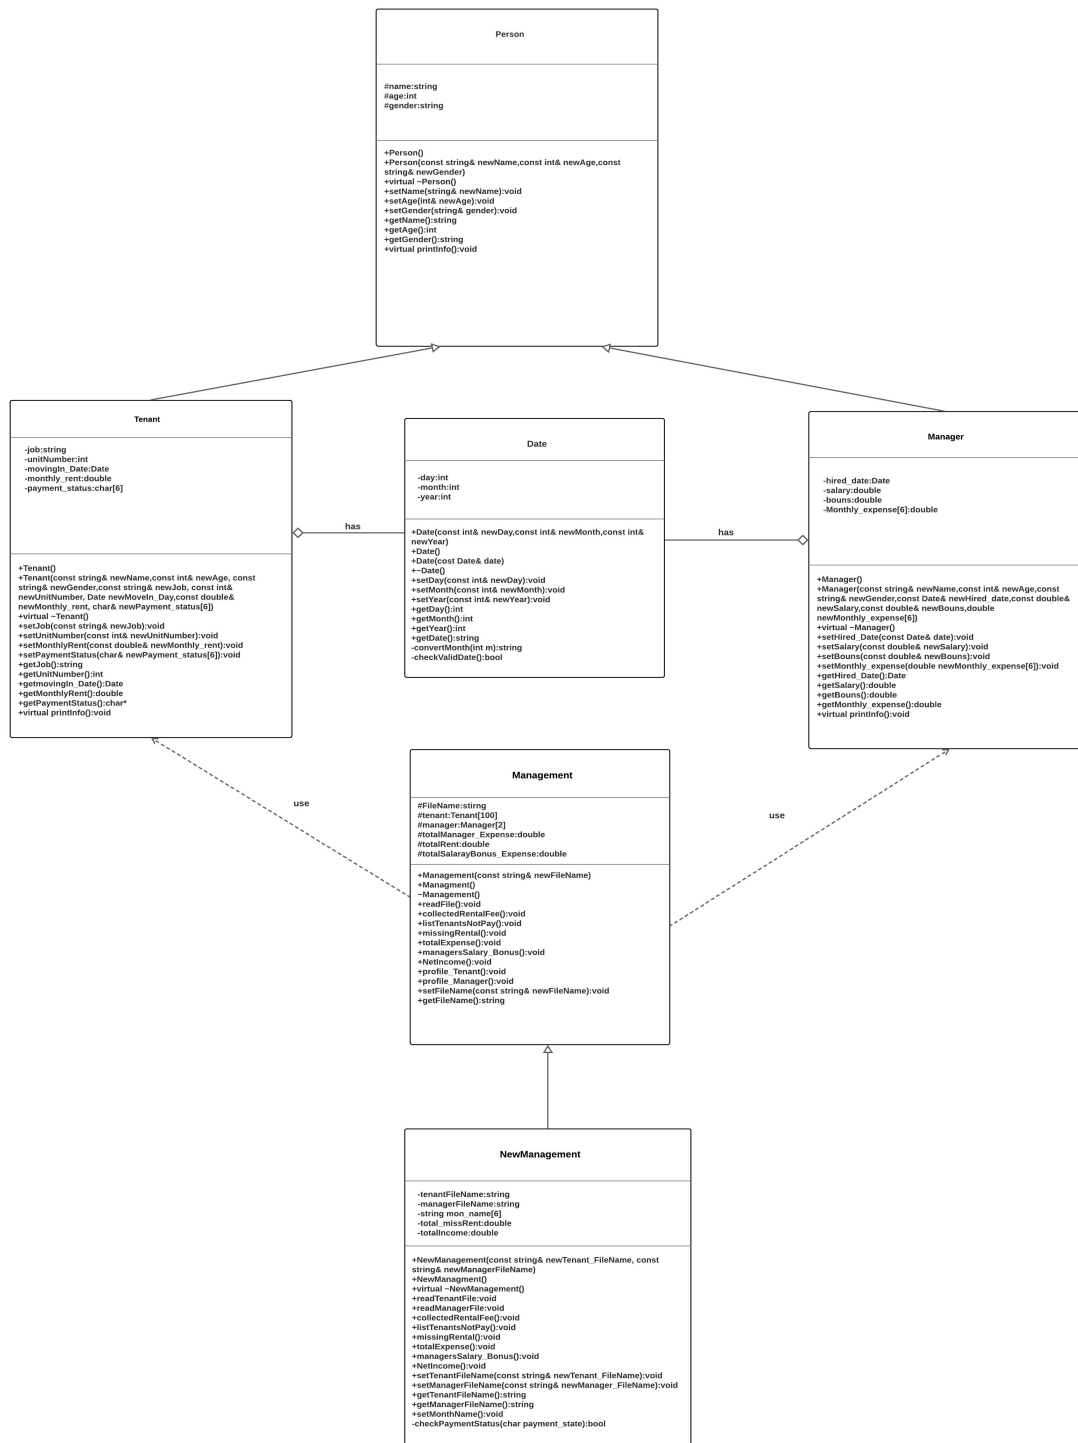 Person
#name:string
#age:int
#gender:string
+Person()
+Person(const string& newName,const int& newAge,const
string& newGender)
+virtual ~Person()
+setName(string& newName):void
+setAge(int& newAge):void
+setGender(string& gender):void
+getName():string
+getAge():int
+getGender():string
+virtual printInfo():void
Tenant
-job:string
-unitNumber:int
-movingIn_Date:Date
-monthly_rent:double
-payment_status:char[6]
+Tenant()
+Tenant(const string& newName,const int& newAge, const
string& newGender,const string& newJob, const int&
newUnitNumber, Date newMoveIn_Day,const double&
newMonthly_rent, char& newPayment_status[6])
+virtual ~Tenant()
+setJob(const string& newJob):void
+setUnitNumber(const int& newUnitNumber):void
+setMonthlyRent(const double& newMonthly_rent):void
+setPaymentStatus(char& newPayment_status[6]):void
+getJob():string
+getUnitNumber():int
+getmovingIn_Date():Date
+getMonthlyRent():double
+getPaymentStatus():char*
+virtual printInfo():void
has
Date
-day:int
-month:int
-year:int
+Date(const int& newDay,const int& newMonth,const int&
newYear)
+Date()
+Date(cost Date& date)
+~Date()
+setDay(const int& newDay):void
+setMonth(const int& newMonth):void
+setYear(const int& newYear):void
+getDay():int
+getMonth():int
+getYear():int
+getDate():string
-convertMonth(int m):string
-checkValidDate():bool
has
Manager
-hired_date:Date
-salary:double
-bouns:double
-Monthly_expense[6]:double
+Manager()
+Manager(const string& newName,const int& newAge,const
string& newGender,const Date& newHired_date,const double&
newSalary,const double& newBouns,double
newMonthly_expense[6])
+virtual ~Manager()
+setHired_Date(const Date& date):void
+setSalary(const double& newSalary):void
+setBouns(const double& newBouns):void
+setMonthly_expense(double newMonthly_expense[6]):void
+getHired_Date():Date
+getSalary():double
+getBouns():double
+getMonthly_expense():double
+virtual printInfo():void
use
use
Management
#FileName:stirng
#tenant:Tenant[100]
#manager:Manager[2]
#totalManager_Expense:double
#totalRent:double
#totalSalarayBonus_Expense:double
+Management(const string& newFileName)
+Managment()
~Management()
+readFile():void
+collectedRentalFee():void
+listTenantsNotPay():void
+missingRental():void
+totalExpense():void
+managersSalary_Bonus():void
+NetIncome():void
+profile_Tenant():void
+profile_Manager():void
+setFileName(const string& newFileName):void
+getFileName():string
NewManagement
-tenantFileName:string
-managerFileName:string
-string mon_name[6]
-total_missRent:double
-totalIncome:double
+NewManagement(const string& newTenant_FileName, const
string& newManagerFileName)
+NewManagment()
+virtual ~NewManagement()
+readTenantFile:void
+readManagerFile:void
+collectedRentalFee():void
+listTenantsNotPay():void
+missingRental():void
+totalExpense():void
+managersSalary_Bonus():void
+NetIncome():void
+setTenantFileName(const string& newTenant_FileName):void
+setManagerFileName(const string& newManager_FileName):void
+getTenantFileName():string
+getManagerFileName():string
+setMonthName():void
-checkPaymentStatus(char payment_state):bool